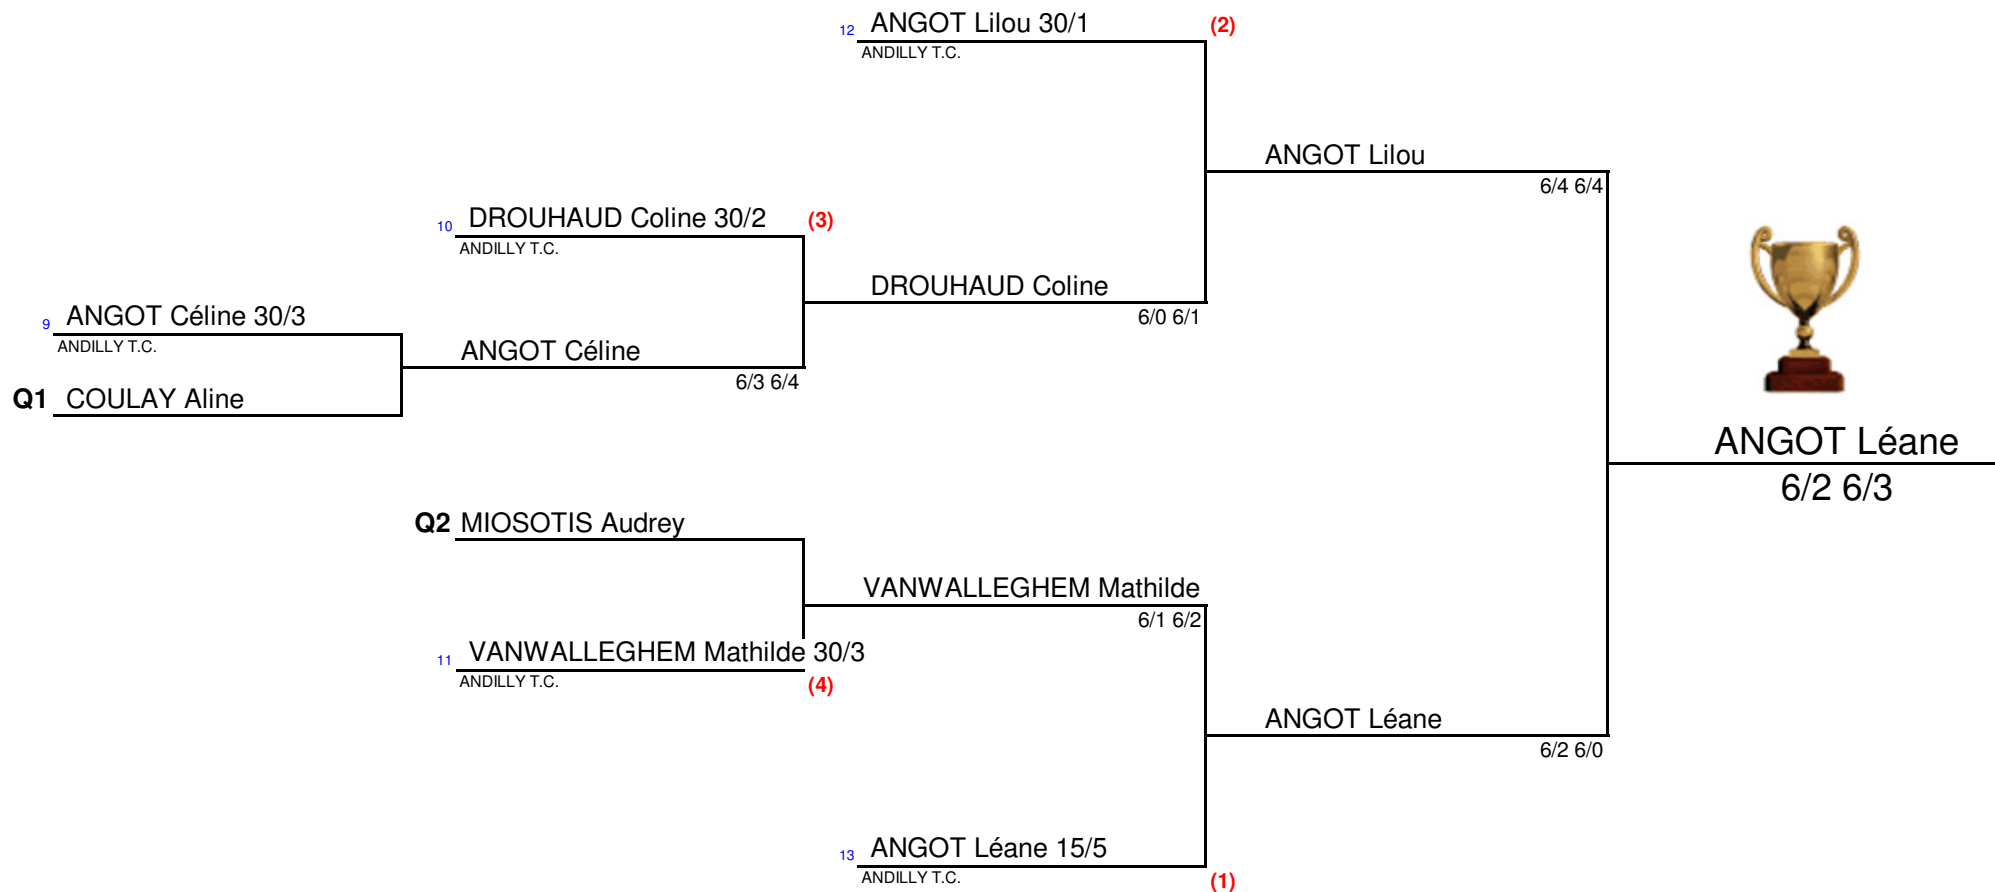 12 ANGOT Lilou 30/1 (2)
ANDILLY T.C.
ANGOT Lilou
6/4 6/4
10 DROUHAUD Coline 30/2 (3)
ANDILLY T.C.
DROUHAUD Coline
6/0 6/1
9 ANGOT Céline 30/3
ANDILLY T.C.
ANGOT Céline
6/3 6/4
Q1 COULAY Aline
ANGOT Léane
6/2 6/3
Q2 MIOSOTIS Audrey
VANWALLEGHEM Mathilde
6/1 6/2
11 VANWALLEGHEM Mathilde 30/3
ANDILLY T.C. (4)
ANGOT Léane
6/2 6/0
13 ANGOT Léane 15/5
ANDILLY T.C. (1)